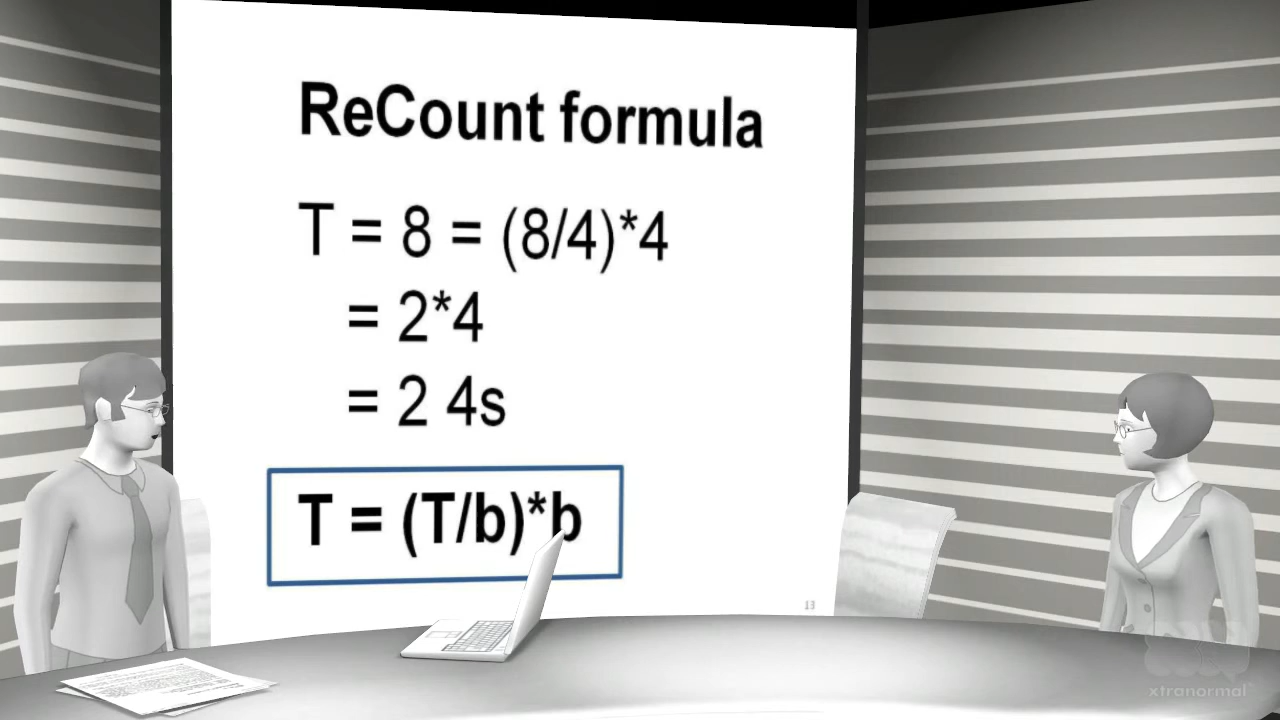 ReCount formula
T = 8 = (8/4)*4
= 2*4
= 2 4s
T = (T/b)*b
13
xtranormal